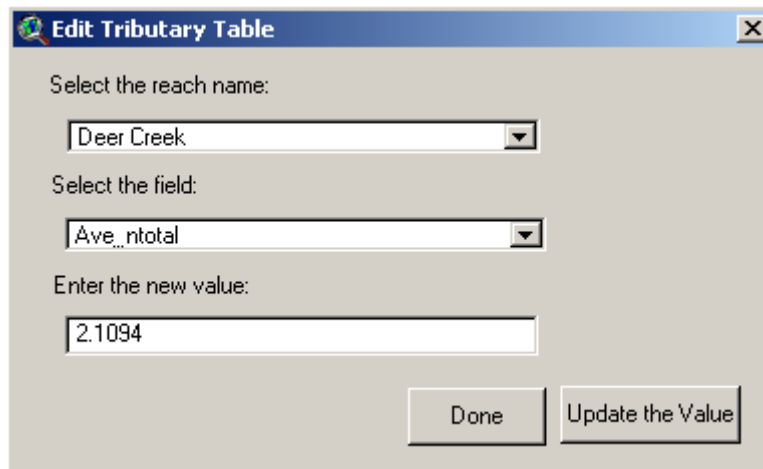 Edit Tributary Table
Select the reach name:
Deer Creek
Select the field:
Ave_ntotal
Enter the new value:
2.1094
Done
Update the Value